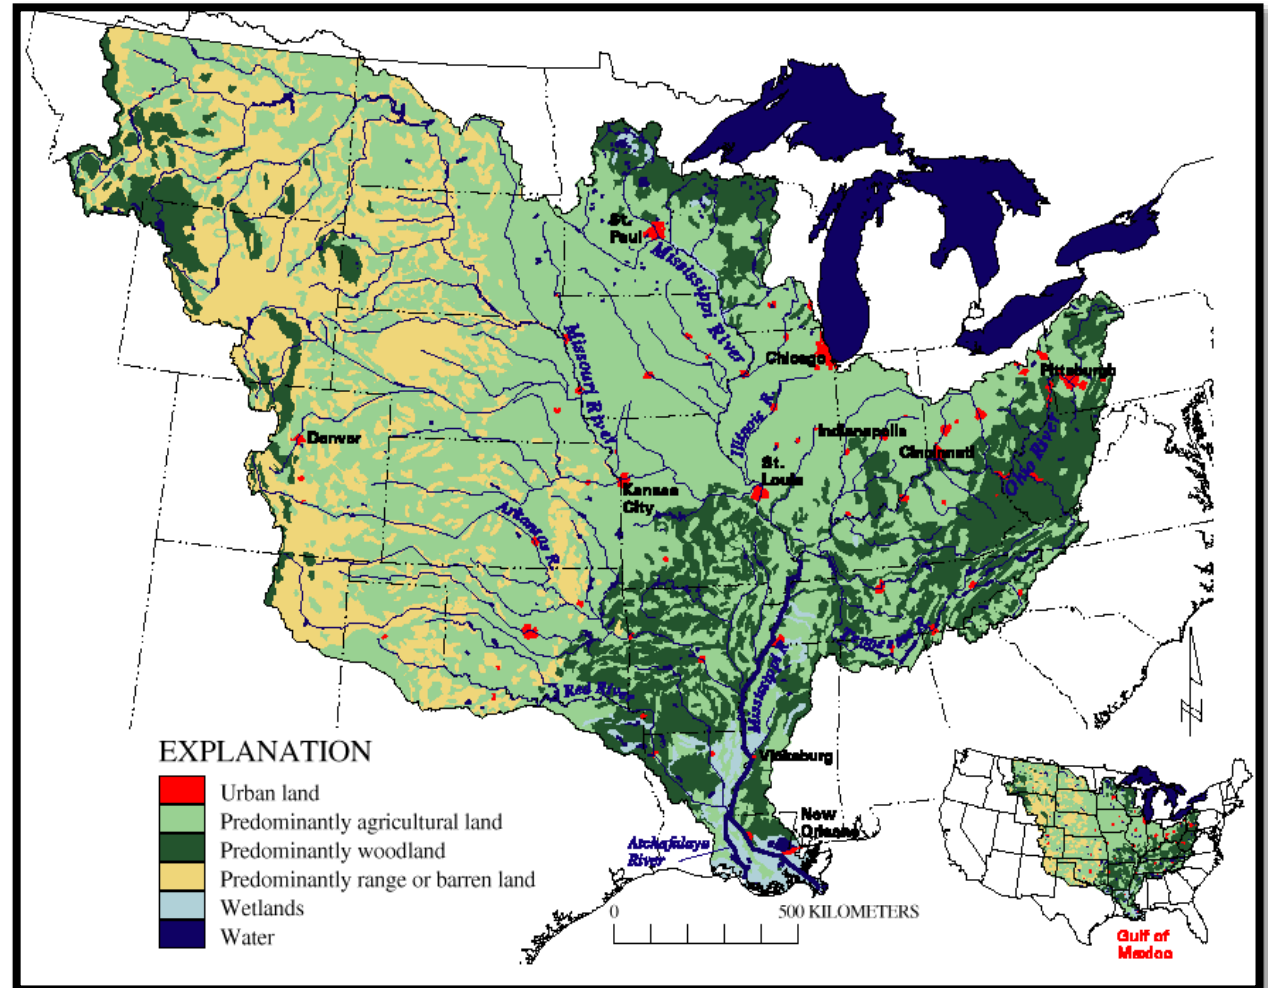 St.
Paul
Mississippi River
Missouri River
Chicago
Pittsburgh
Illinois R.
Indianapolis
Denver
Cincinnati
Ohio River
St.
Louis
Kansas
City
Arkansas R.
Tennessee R.
Mississippi R.
Red River
Vicksburg
New
Orleans
Atchafalaya
River
EXPLANATION
Urban land
Predominantly agricultural land
Predominantly woodland
Predominantly range or barren land
Wetlands
Water
0 500 KILOMETERS
Gulf of
Mexico
N